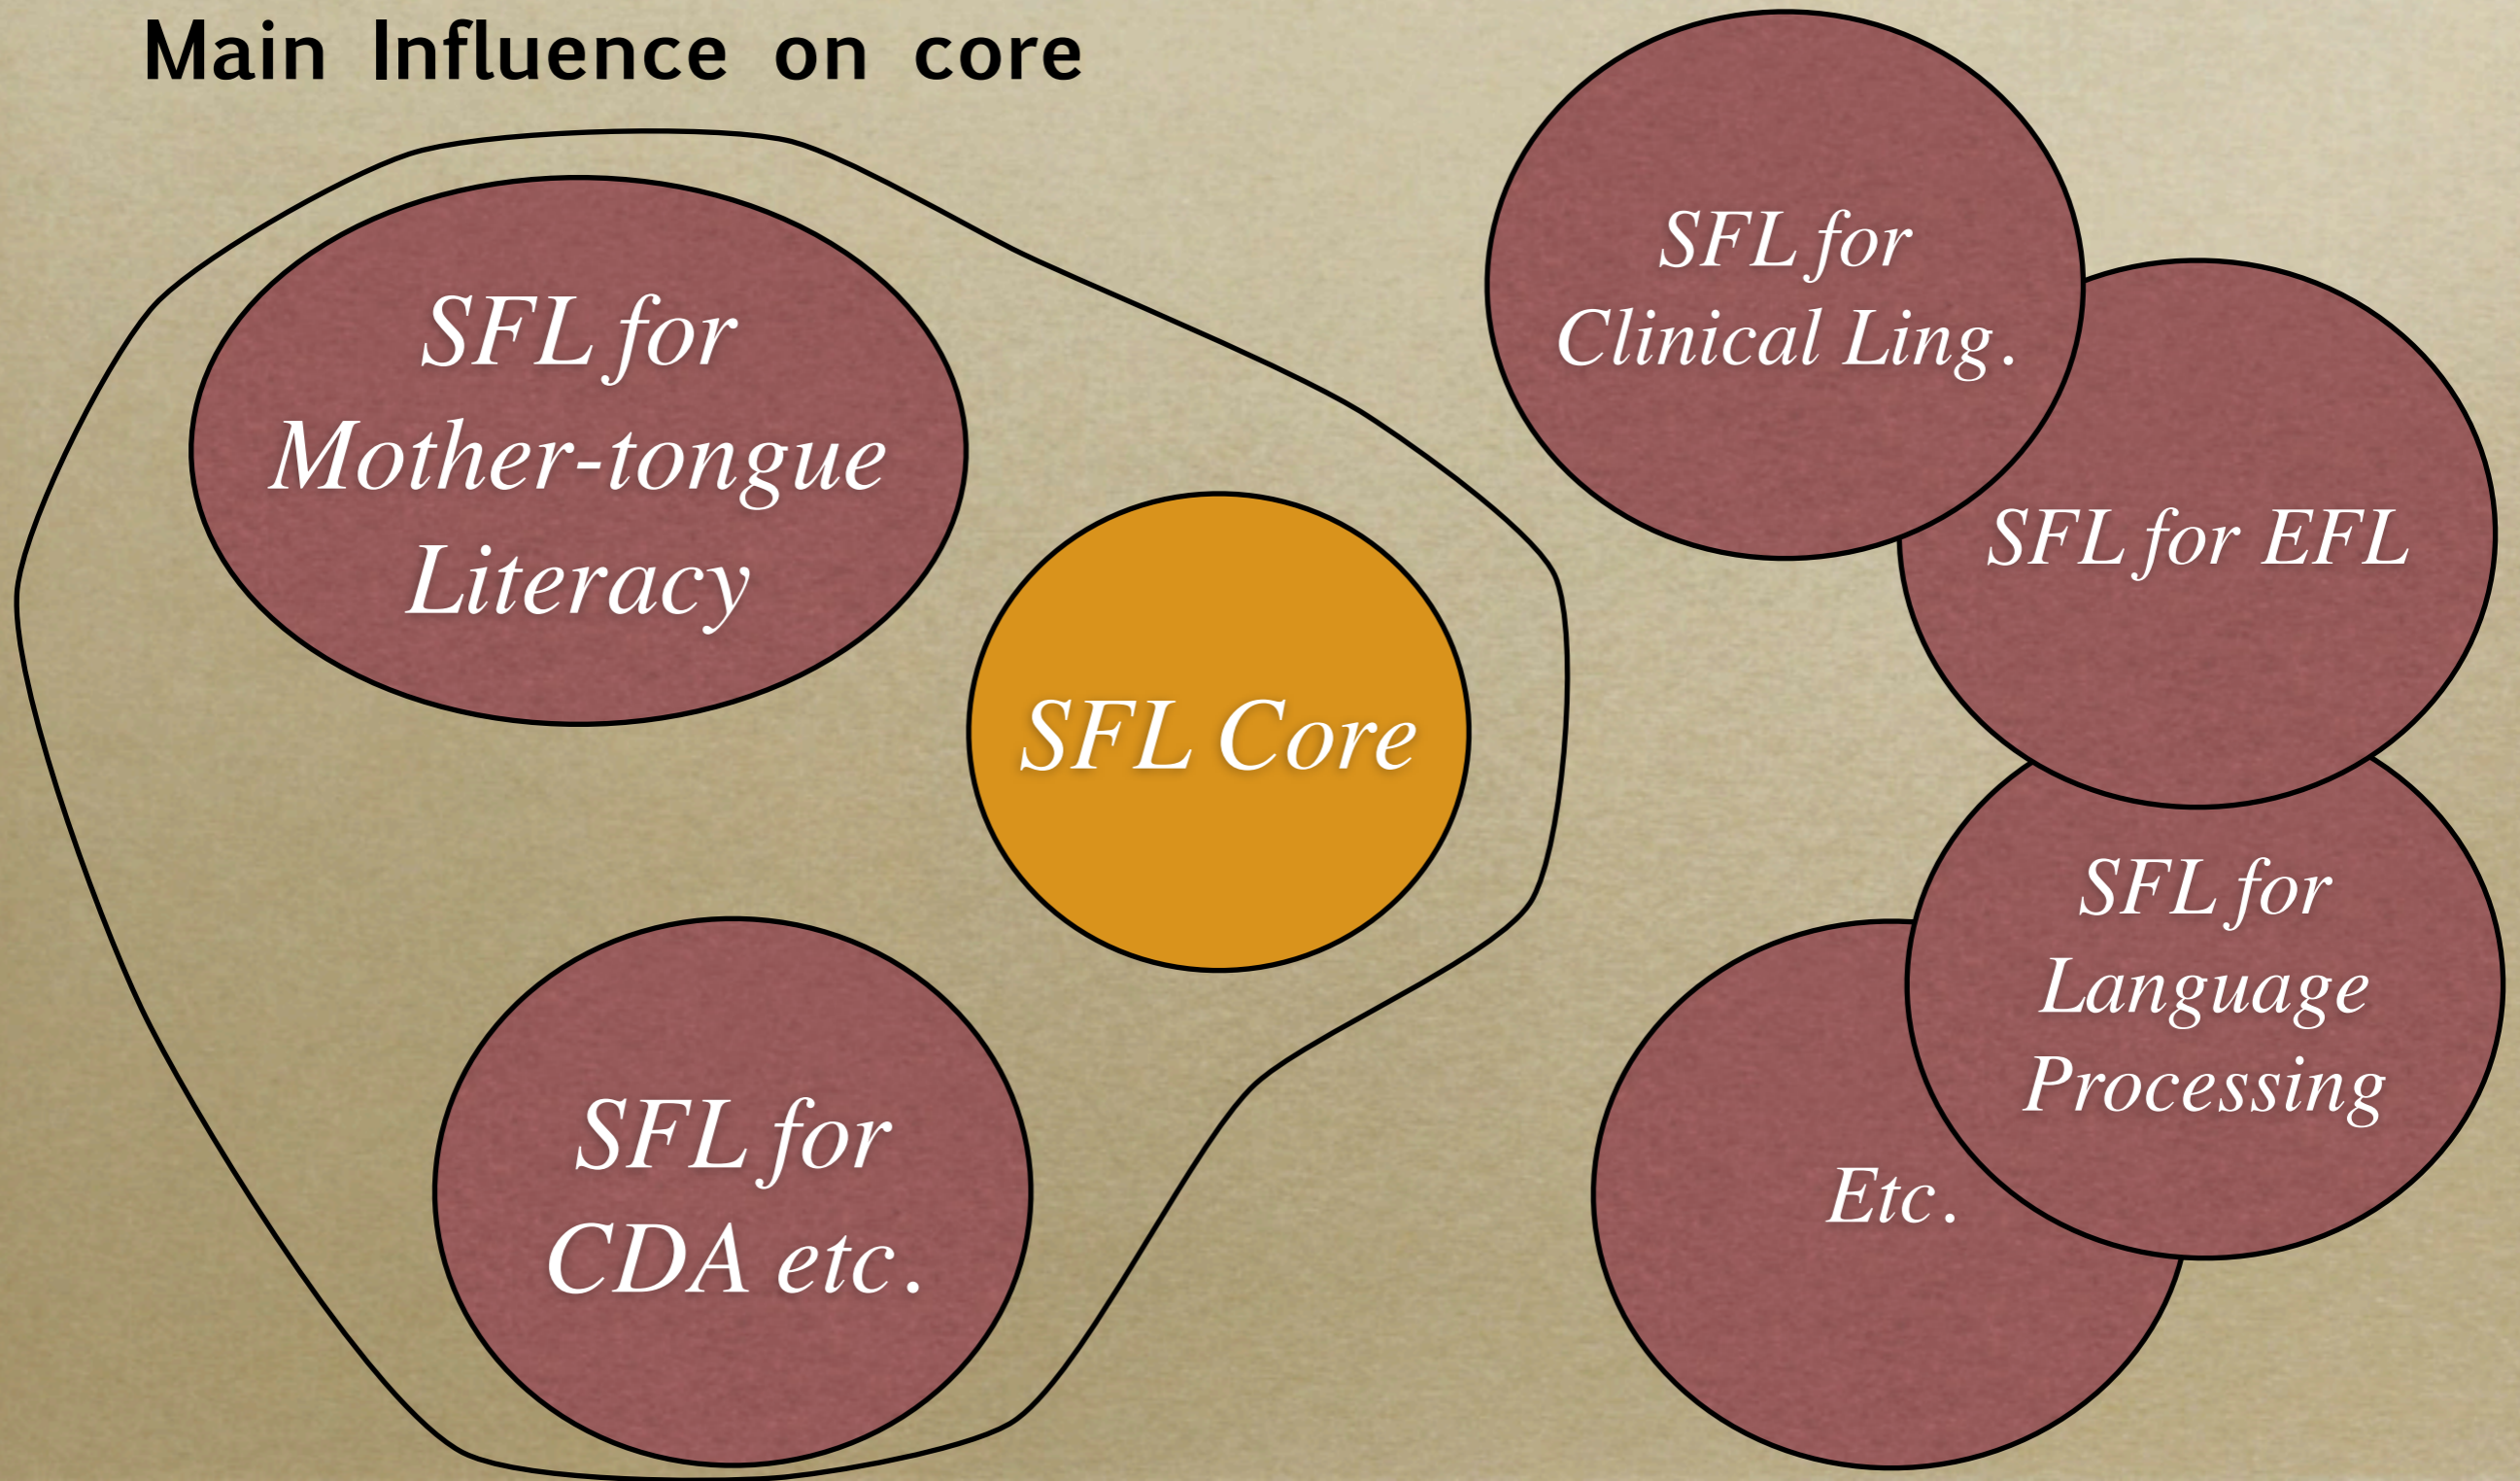 Main Influence on core
SFL for
Mother-tongue
Literacy
SFL Core
SFL for
CDA etc.
SFL for
Clinical Ling.
SFL for EFL
SFL for
Language
Processing
Etc.